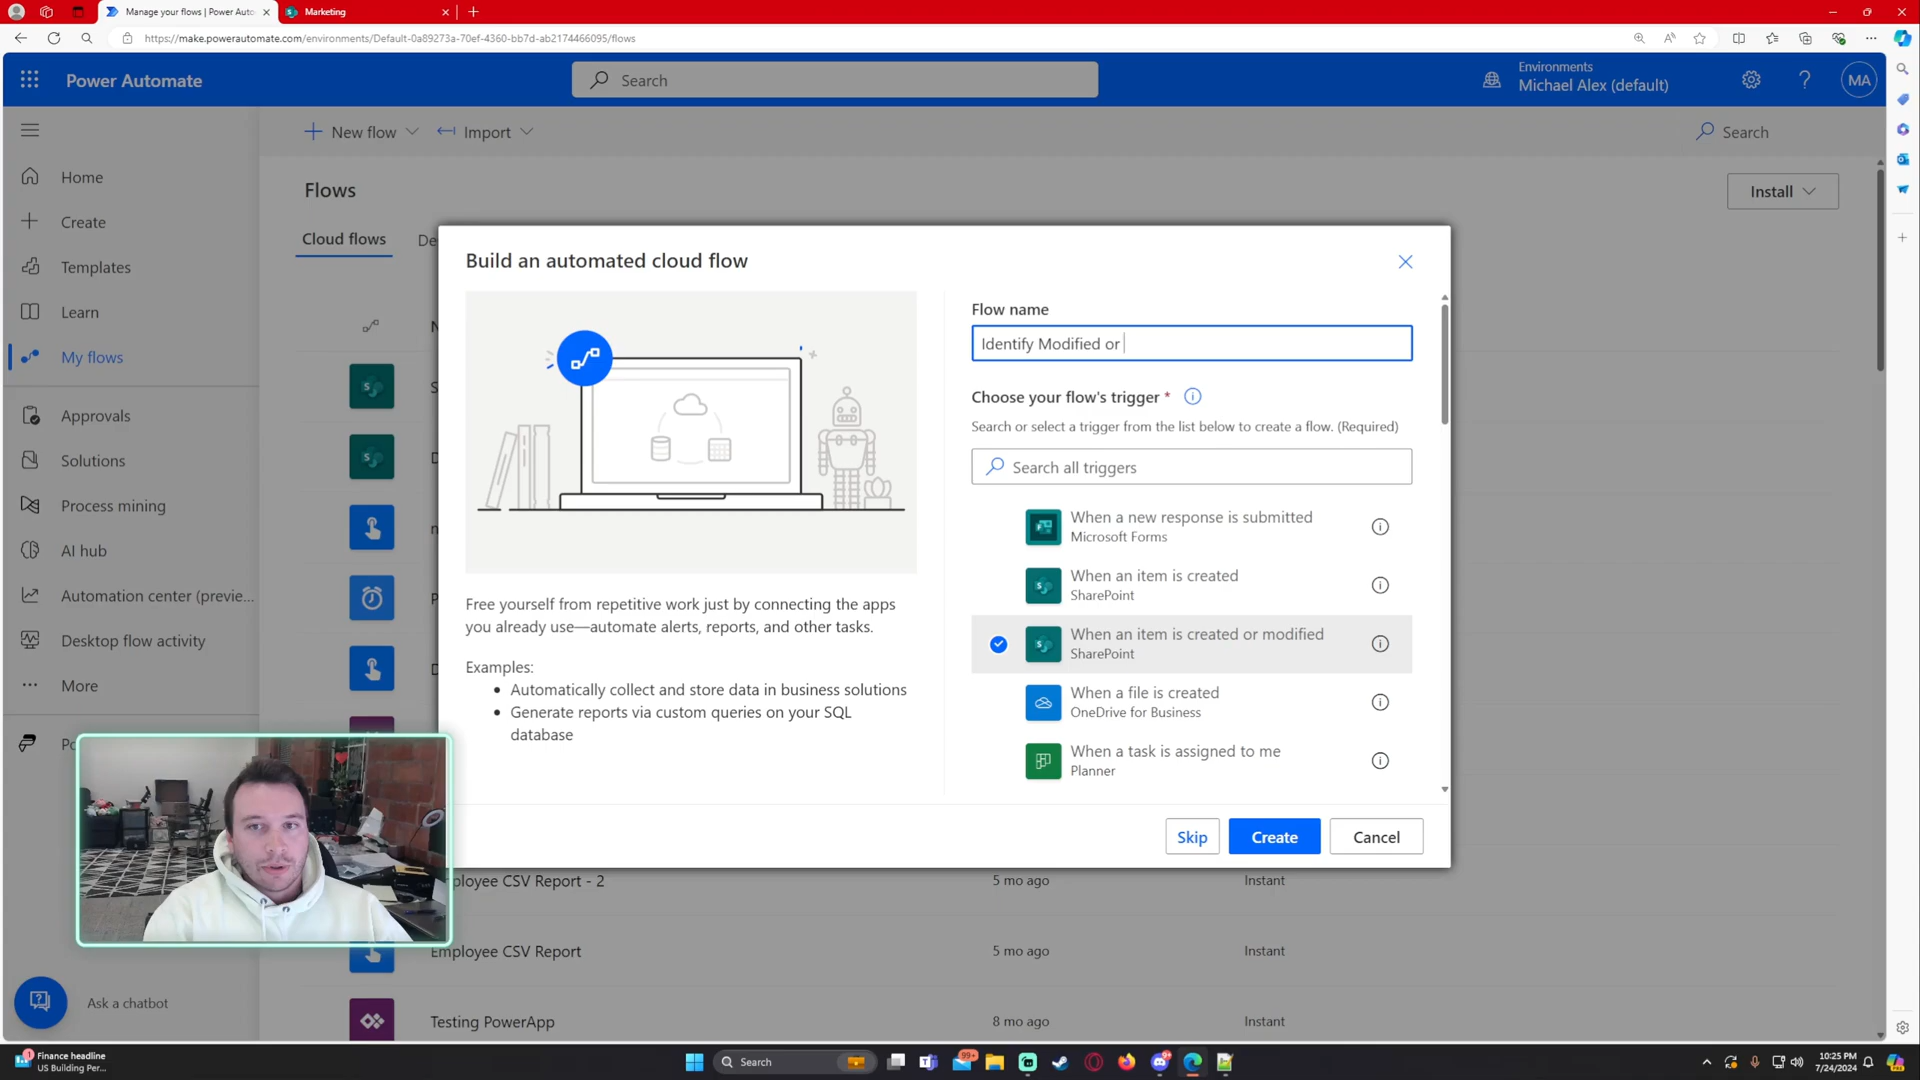 Manage your flows | Power Auto
Marketing
https://make.powerautomate.com/environments/Default-0a89273a-70ef-4360-bb7d-ab2174466095/flows
Power Automate
Search
Environments
Michael Alex (default)
MA
New flow
Import
Search
Home
Create
Templates
Learn
My flows
Approvals
Solutions
Process mining
AI hub
Automation center (previe...
Desktop flow activity
More
Po
Ask a chatbot
Flows
Install
Cloud flows
De
Build an automated cloud flow
Free yourself from repetitive work just by connecting the apps
you already use—automate alerts, reports, and other tasks.
Examples:
• Automatically collect and store data in business solutions
• Generate reports via custom queries on your SQL
database
Flow name
Identify Modified or
Choose your flow's trigger *
Search or select a trigger from the list below to create a flow. (Required)
Search all triggers
When a new response is submitted
Microsoft Forms
When an item is created
SharePoint
When an item is created or modified
SharePoint
When a file is created
OneDrive for Business
When a task is assigned to me
Planner
Skip
Create
Cancel
ployee CSV Report - 2
5 mo ago
Instant
Employee CSV Report
5 mo ago
Instant
Testing PowerApp
8 mo ago
Instant
Finance headline
US Building Per...
Search
99+
10:25 PM
7/24/2024